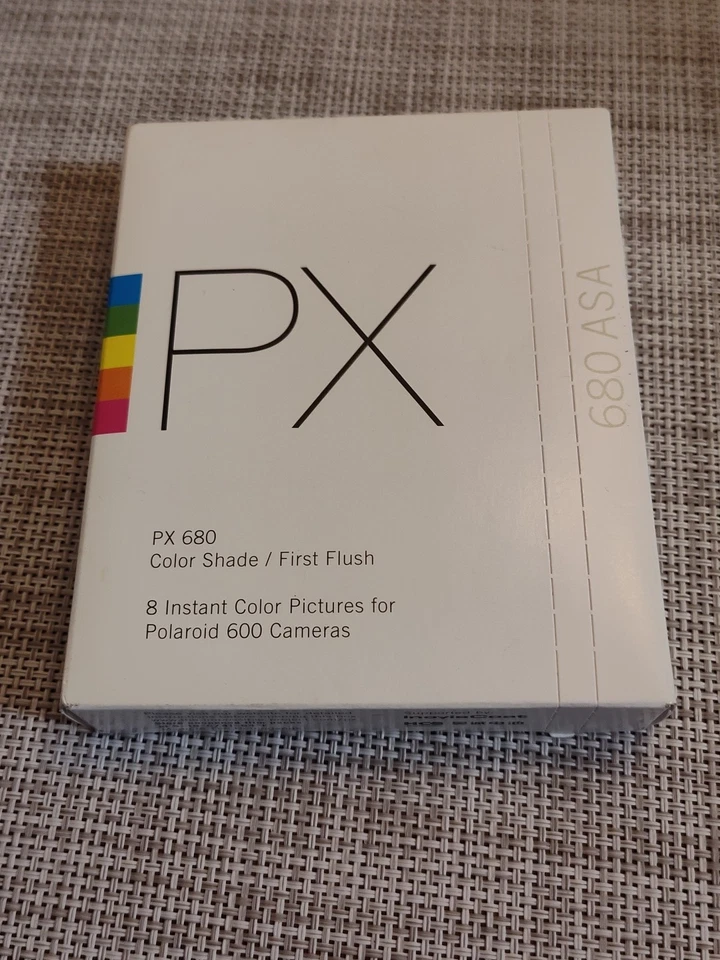 PX
680 ASA
PX 680
Color Shade / First Flush
8 Instant Color Pictures for
Polaroid 600 Cameras